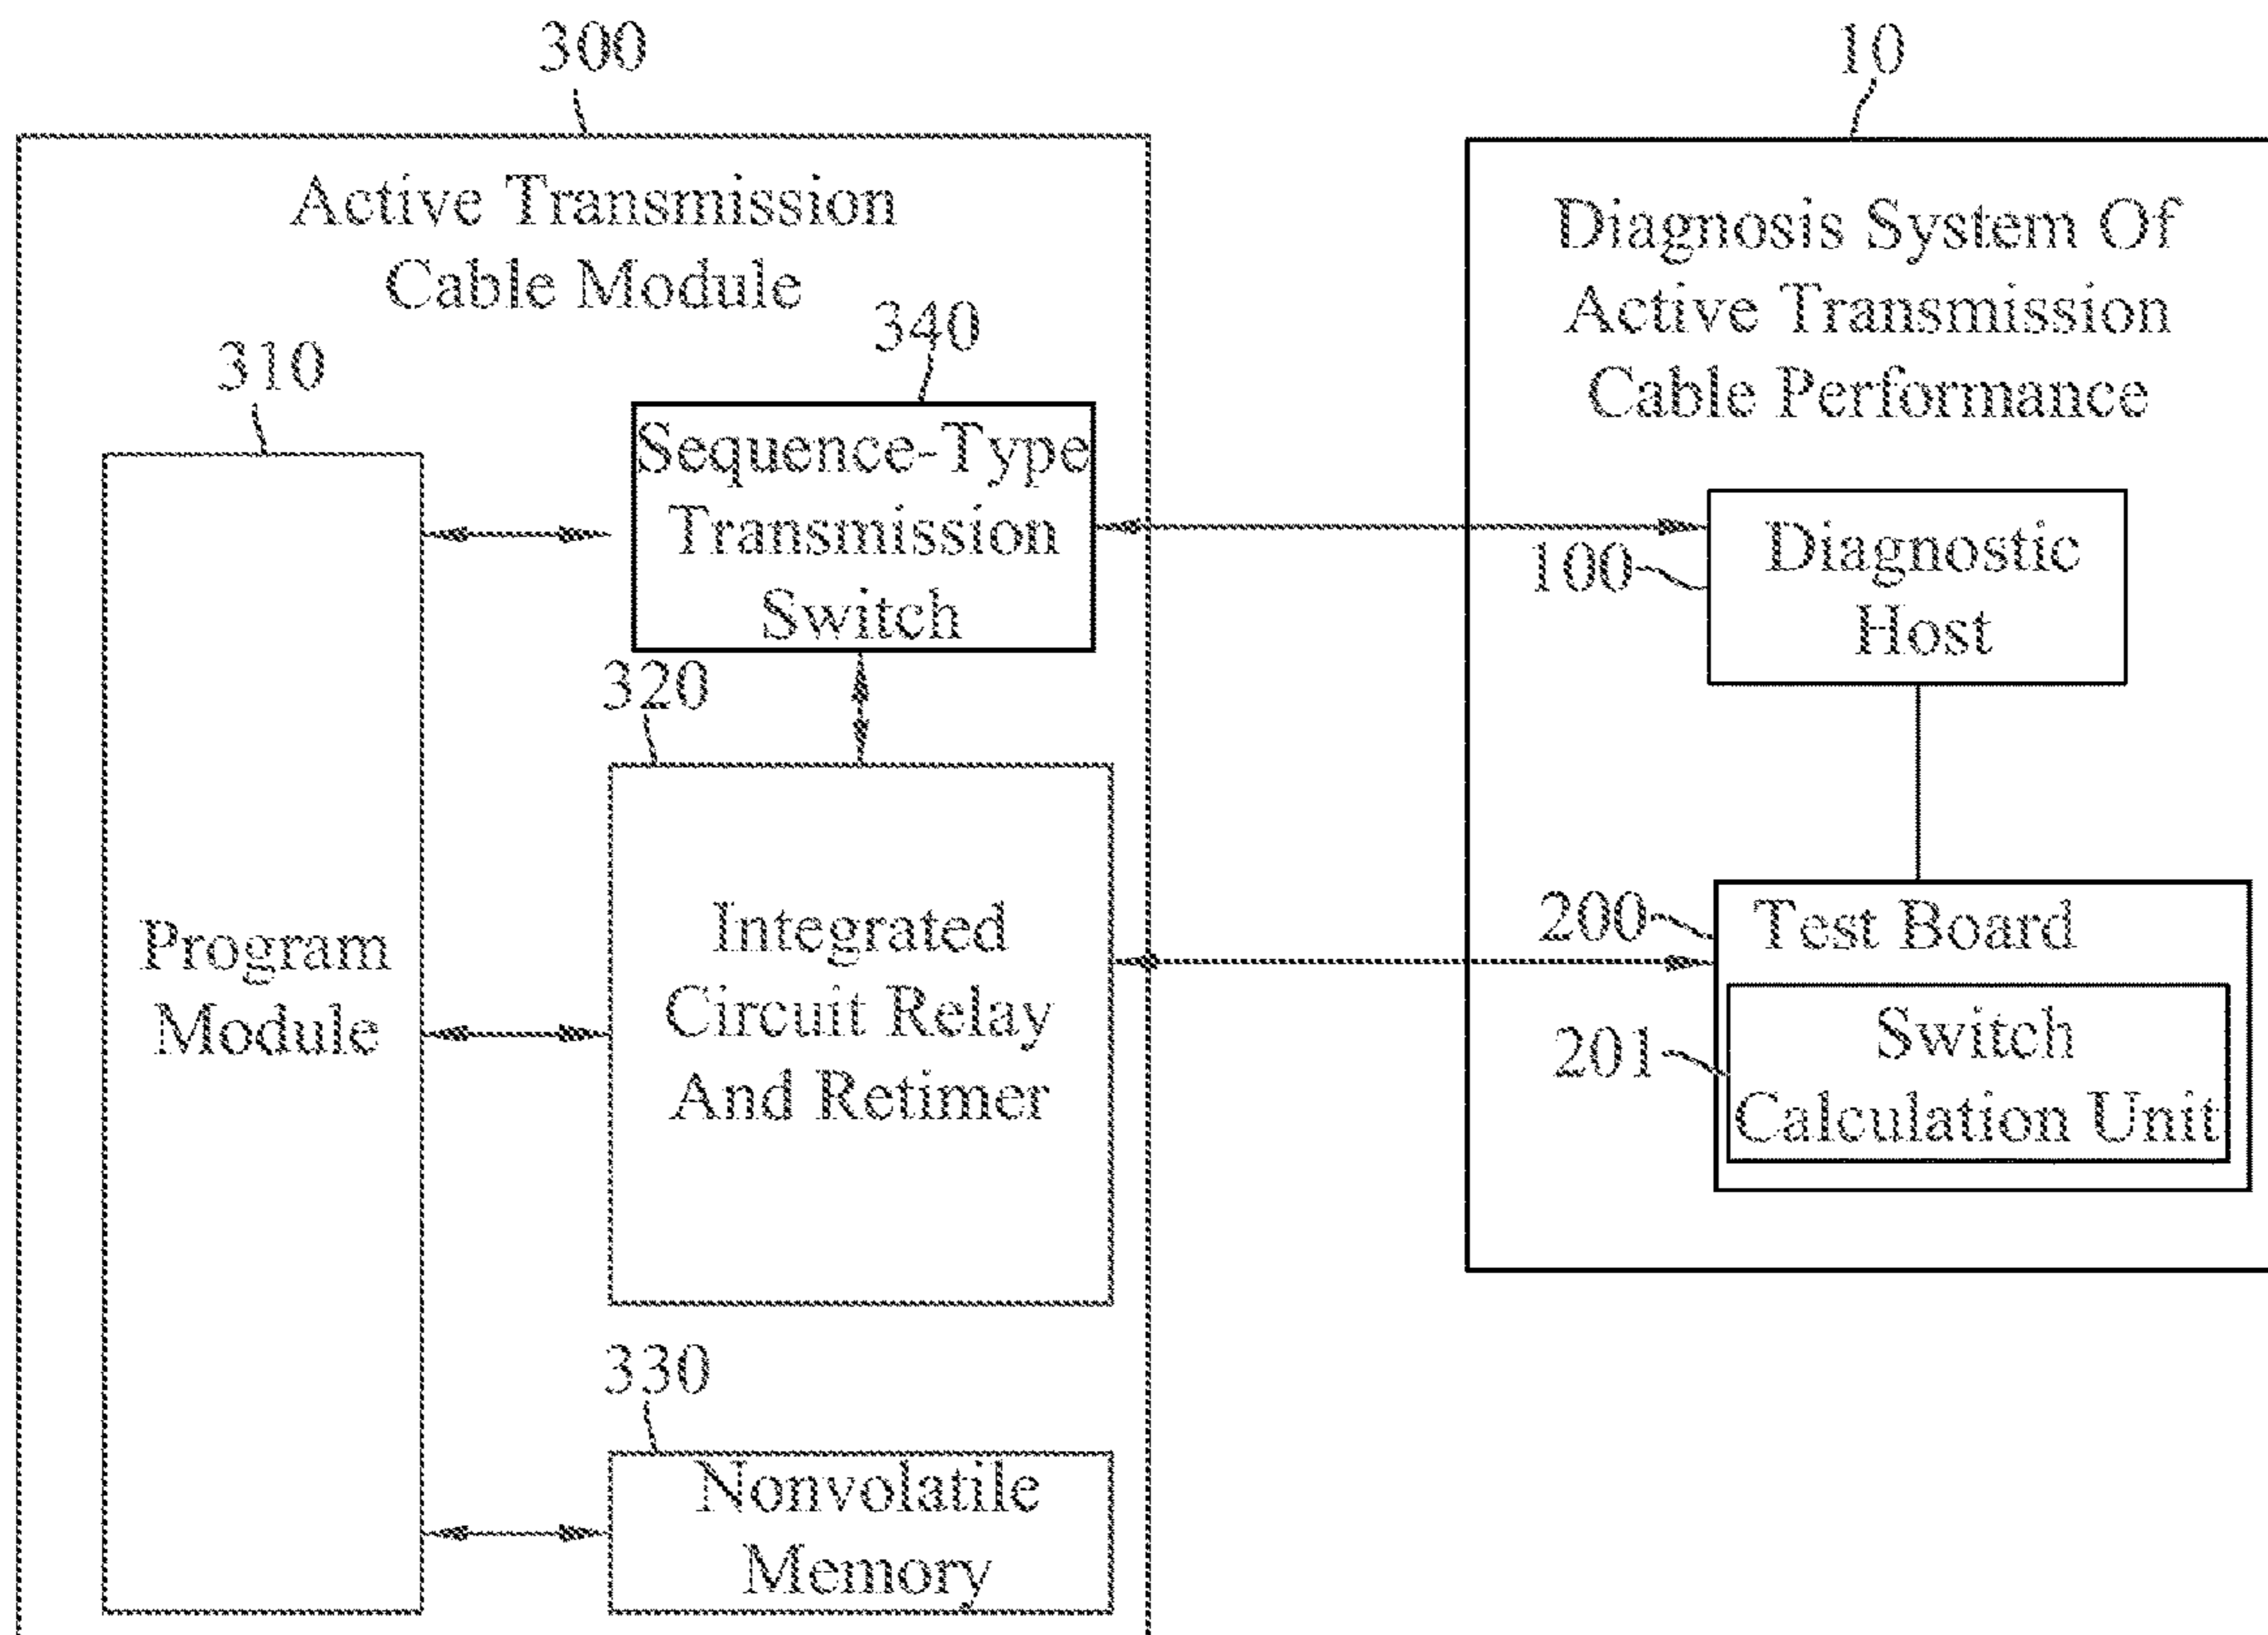 300
Active Transmission
Cable Module
310
340
Sequence-Type
Transmission
Switch
320
Program
Module
Integrated
Circuit Relay
And Retimer
330
Nonvolatile
Memory
10
Diagnosis System Of
Active Transmission
Cable Performance
100
Diagnostic
Host
200
Test Board
201
Switch
Calculation Unit